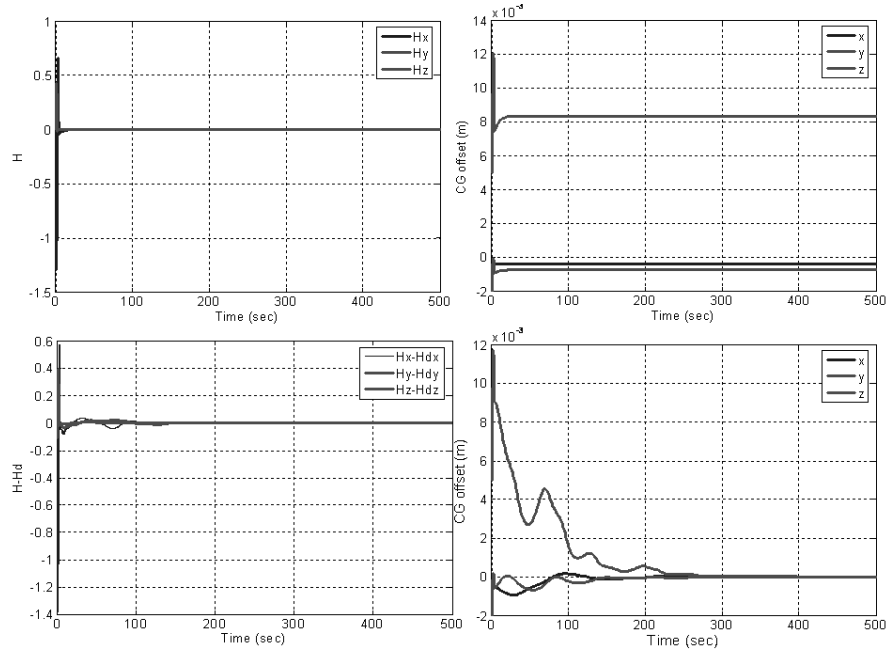 1
0.5
0
-0.5
-1
-1.5
H
0 100 200 300 400 500
Time (sec)
Hx
Hy
Hz
x 10⁻³
14
12
10
8
6
4
2
0
-2
CG offset (m)
0 100 200 300 400 500
Time (sec)
x
y
z
0.6
0.4
0.2
0
-0.2
-0.4
-0.6
-0.8
-1
-1.2
-1.4
H-Hd
0 100 200 300 400 500
Time (sec)
Hx-Hdx
Hy-Hdy
Hz-Hdz
x 10⁻³
12
10
8
6
4
2
0
-2
CG offset (m)
0 100 200 300 400 500
Time (sec)
x
y
z